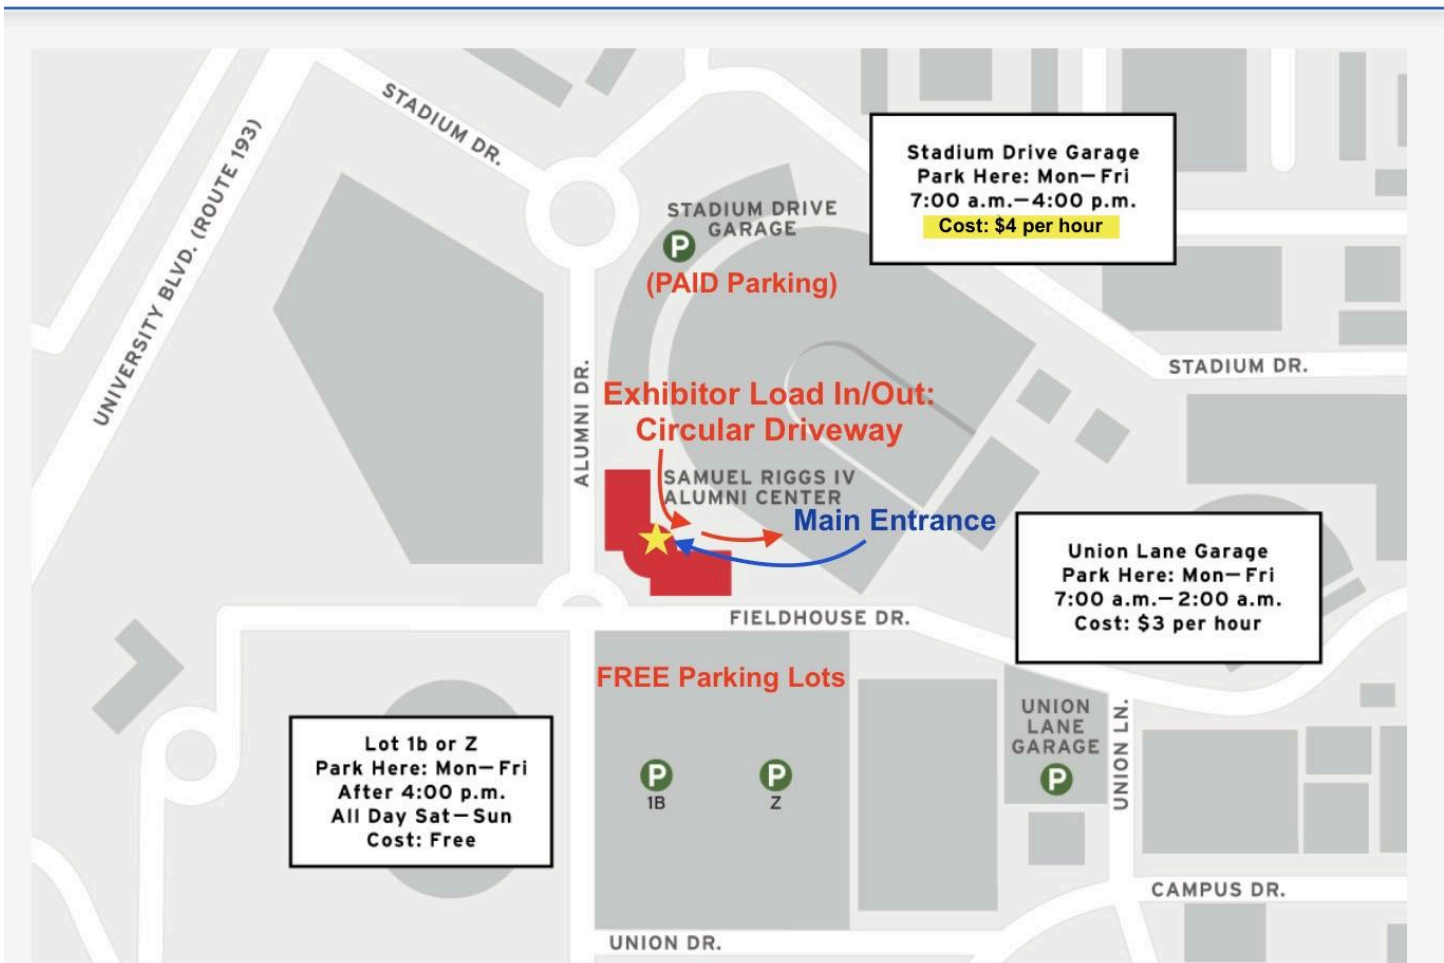 STADIUM DR.
UNIVERSITY BLVD. (ROUTE 193)
Stadium Drive Garage
Park Here: Mon—Fri
7:00 a.m.—4:00 p.m.
Cost: $4 per hour
STADIUM DRIVE
GARAGE
P
(PAID Parking)
STADIUM DR.
ALUMNI DR.
Exhibitor Load In/Out:
Circular Driveway
SAMUEL RIGGS IV
ALUMNI CENTER
Main Entrance
Union Lane Garage
Park Here: Mon—Fri
7:00 a.m.—2:00 a.m.
Cost: $3 per hour
FIELDHOUSE DR.
FREE Parking Lots
UNION
LANE
GARAGE
P
UNION LN.
Lot 1b or Z
Park Here: Mon—Fri
After 4:00 p.m.
All Day Sat—Sun
Cost: Free
P
1B
P
Z
CAMPUS DR.
UNION DR.